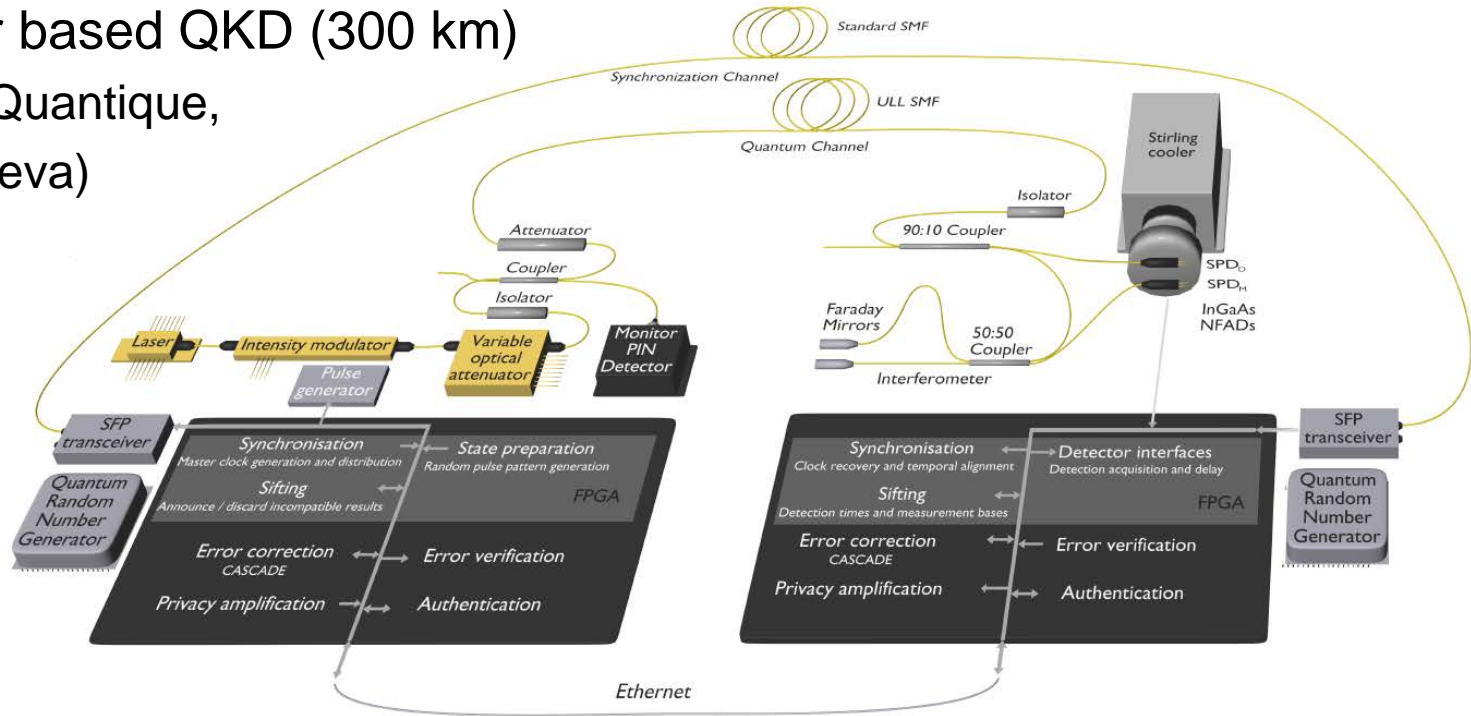 r based QKD (300 km)
Quantique,
eva)
Standard SMF
Synchronization Channel
ULL SMF
Quantum Channel
Stirling
cooler
Isolator
90:10 Coupler
Attenuator
Coupler
Isolator
SPD_D
SPD_M
InGaAs
NFADs
Faraday
Mirrors
50:50
Coupler
Interferometer
Laser
Intensity modulator
Variable
optical
attenuator
Monitor
PIN
Detector
Pulse
generator
SFP
transceiver
Quantum
Random
Number
Generator
Synchronisation
Master clock generation and distribution
State preparation
Random pulse pattern generation
Sifting
Announce / discard incompatible results
FPGA
Error correction
CASCADE
Error verification
Privacy amplification
Authentication
Synchronisation
Clock recovery and temporal alignment
Detector interfaces
Detection acquisition and delay
Sifting
Detection times and measurement bases
FPGA
Error correction
CASCADE
Error verification
Privacy amplification
Authentication
SFP
transceiver
Quantum
Random
Number
Generator
Ethernet